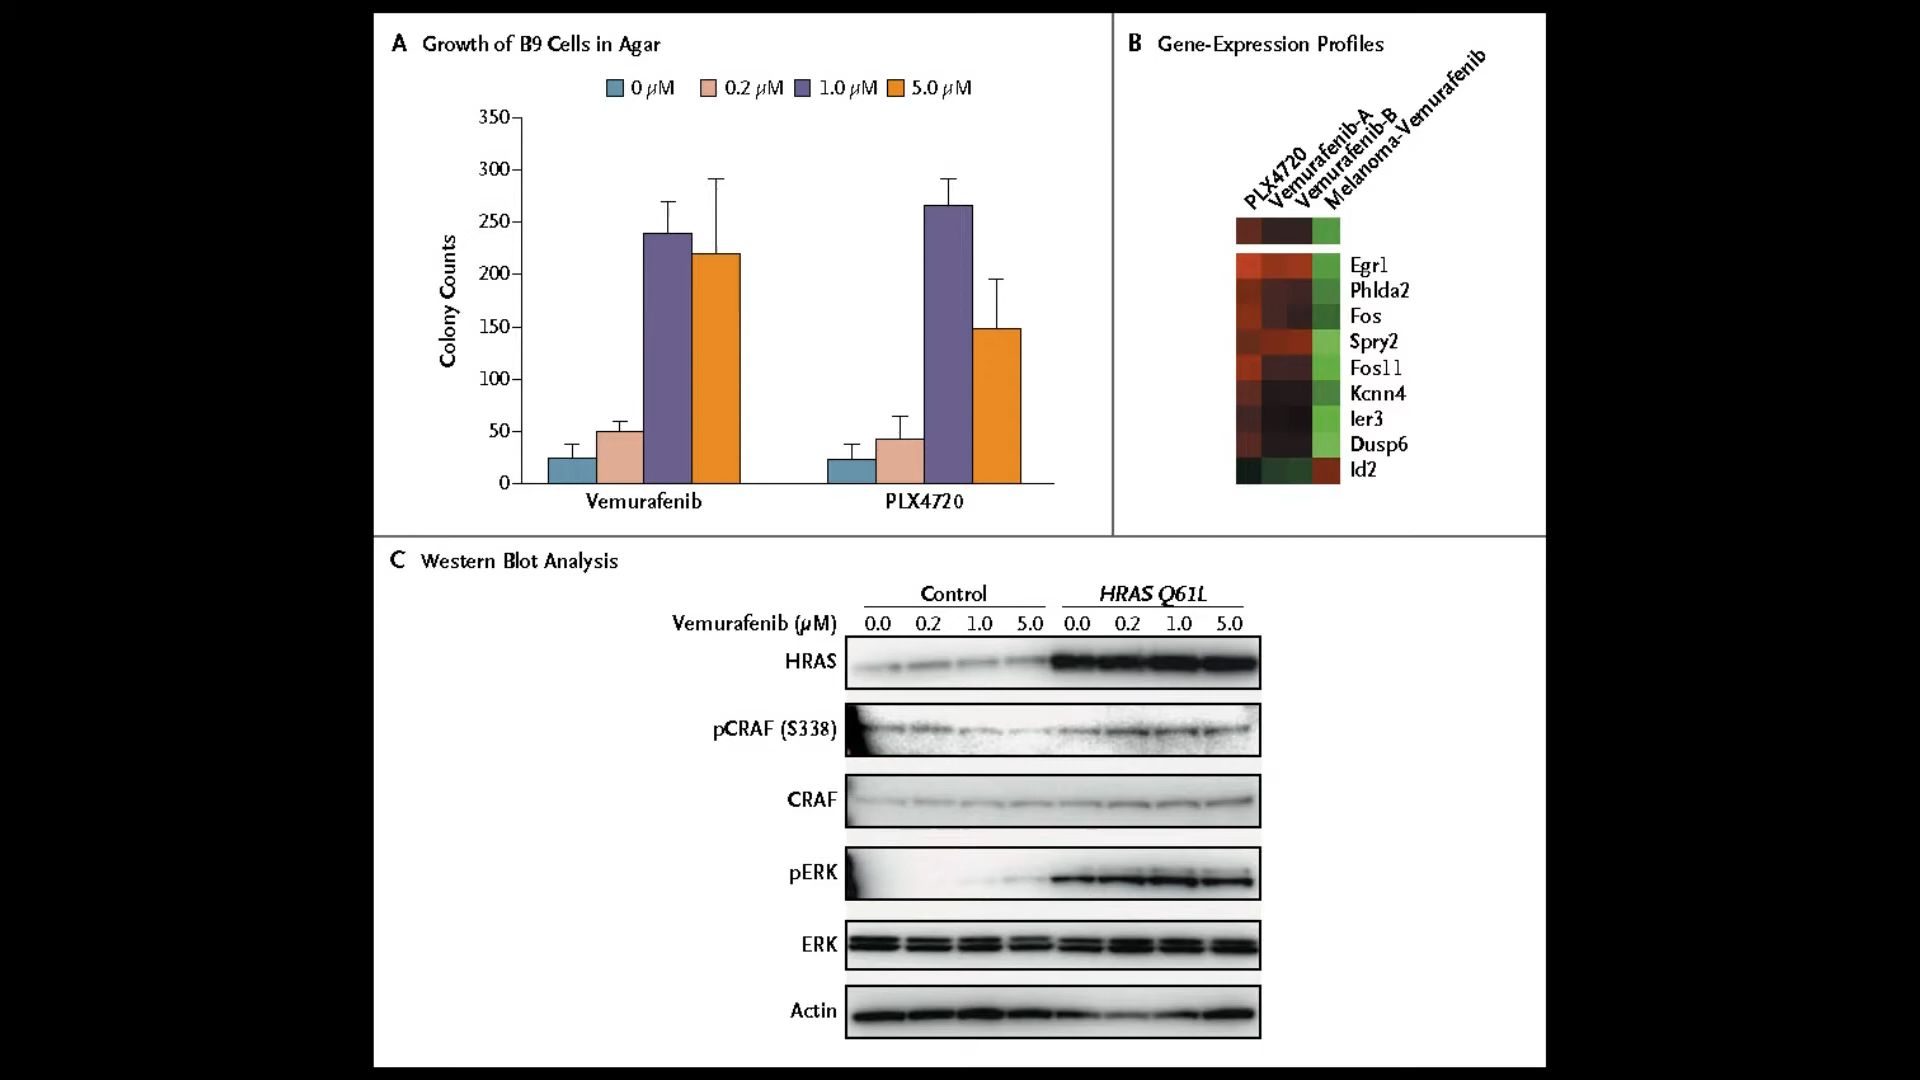 A Growth of B9 Cells in Agar
0 µM 0.2 µM 1.0 µM 5.0 µM
350
300
250
200
150
100
50
0
Colony Counts
Vemurafenib PLX4720
B Gene-Expression Profiles
PLX4720
Vemurafenib-A
Vemurafenib-B
Melanoma-Vemurafenib
Egr1
Phlda2
Fos
Spry2
Fosl1
Kcnn4
Ier3
Dusp6
Id2
C Western Blot Analysis
Control HRAS Q61L
Vemurafenib (µM) 0.0 0.2 1.0 5.0 0.0 0.2 1.0 5.0
HRAS
pCRAF (S338)
CRAF
pERK
ERK
Actin